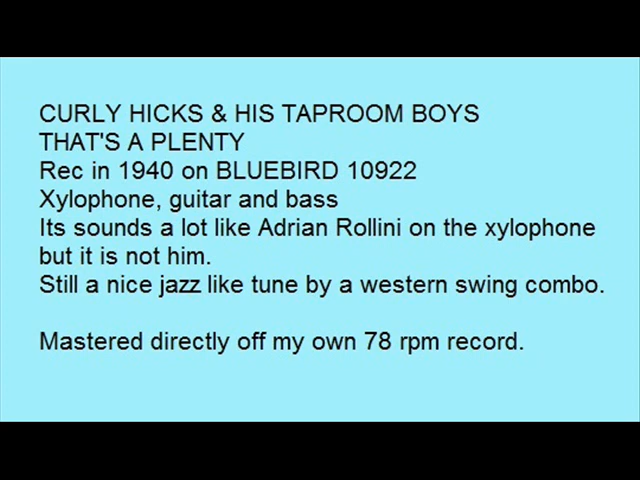 CURLY HICKS & HIS TAPROOM BOYS
THAT'S A PLENTY
Rec in 1940 on BLUEBIRD 10922
Xylophone, guitar and bass
Its sounds a lot like Adrian Rollini on the xylophone
but it is not him.
Still a nice jazz like tune by a western swing combo.
Mastered directly off my own 78 rpm record.